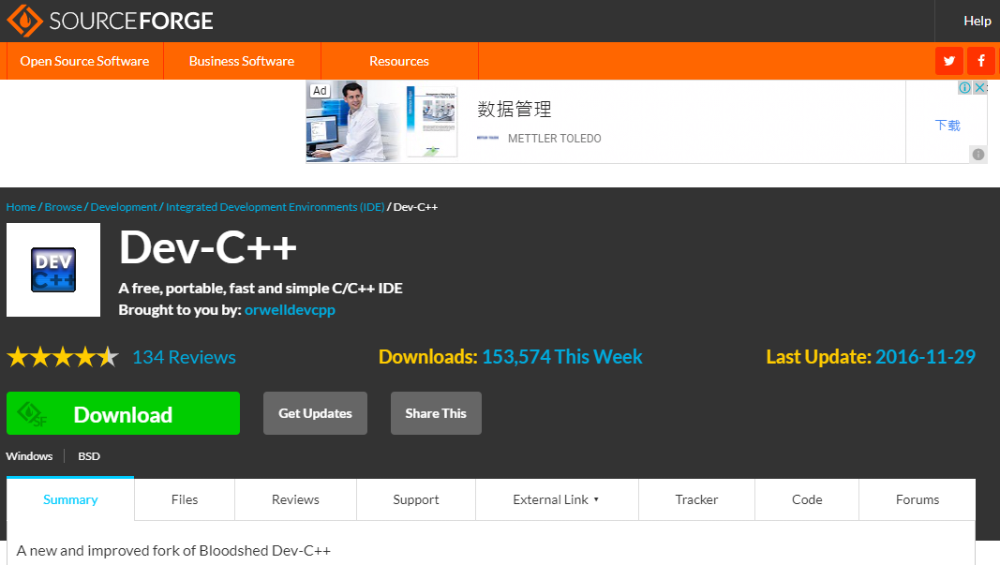 SOURCEFORGE
Help
Open Source Software Business Software Resources
Ad
数据管理
METTLER TOLEDO
下载
Home / Browse / Development / Integrated Development Environments (IDE) / Dev-C++
DEV
C++
Dev-C++
A free, portable, fast and simple C/C++ IDE
Brought to you by: orwelldevcpp
134 Reviews Downloads: 153,574 This Week Last Update: 2016-11-29
SF Download Get Updates Share This
Windows BSD
Summary Files Reviews Support External Link Tracker Code Forums
A new and improved fork of Bloodshed Dev-C++